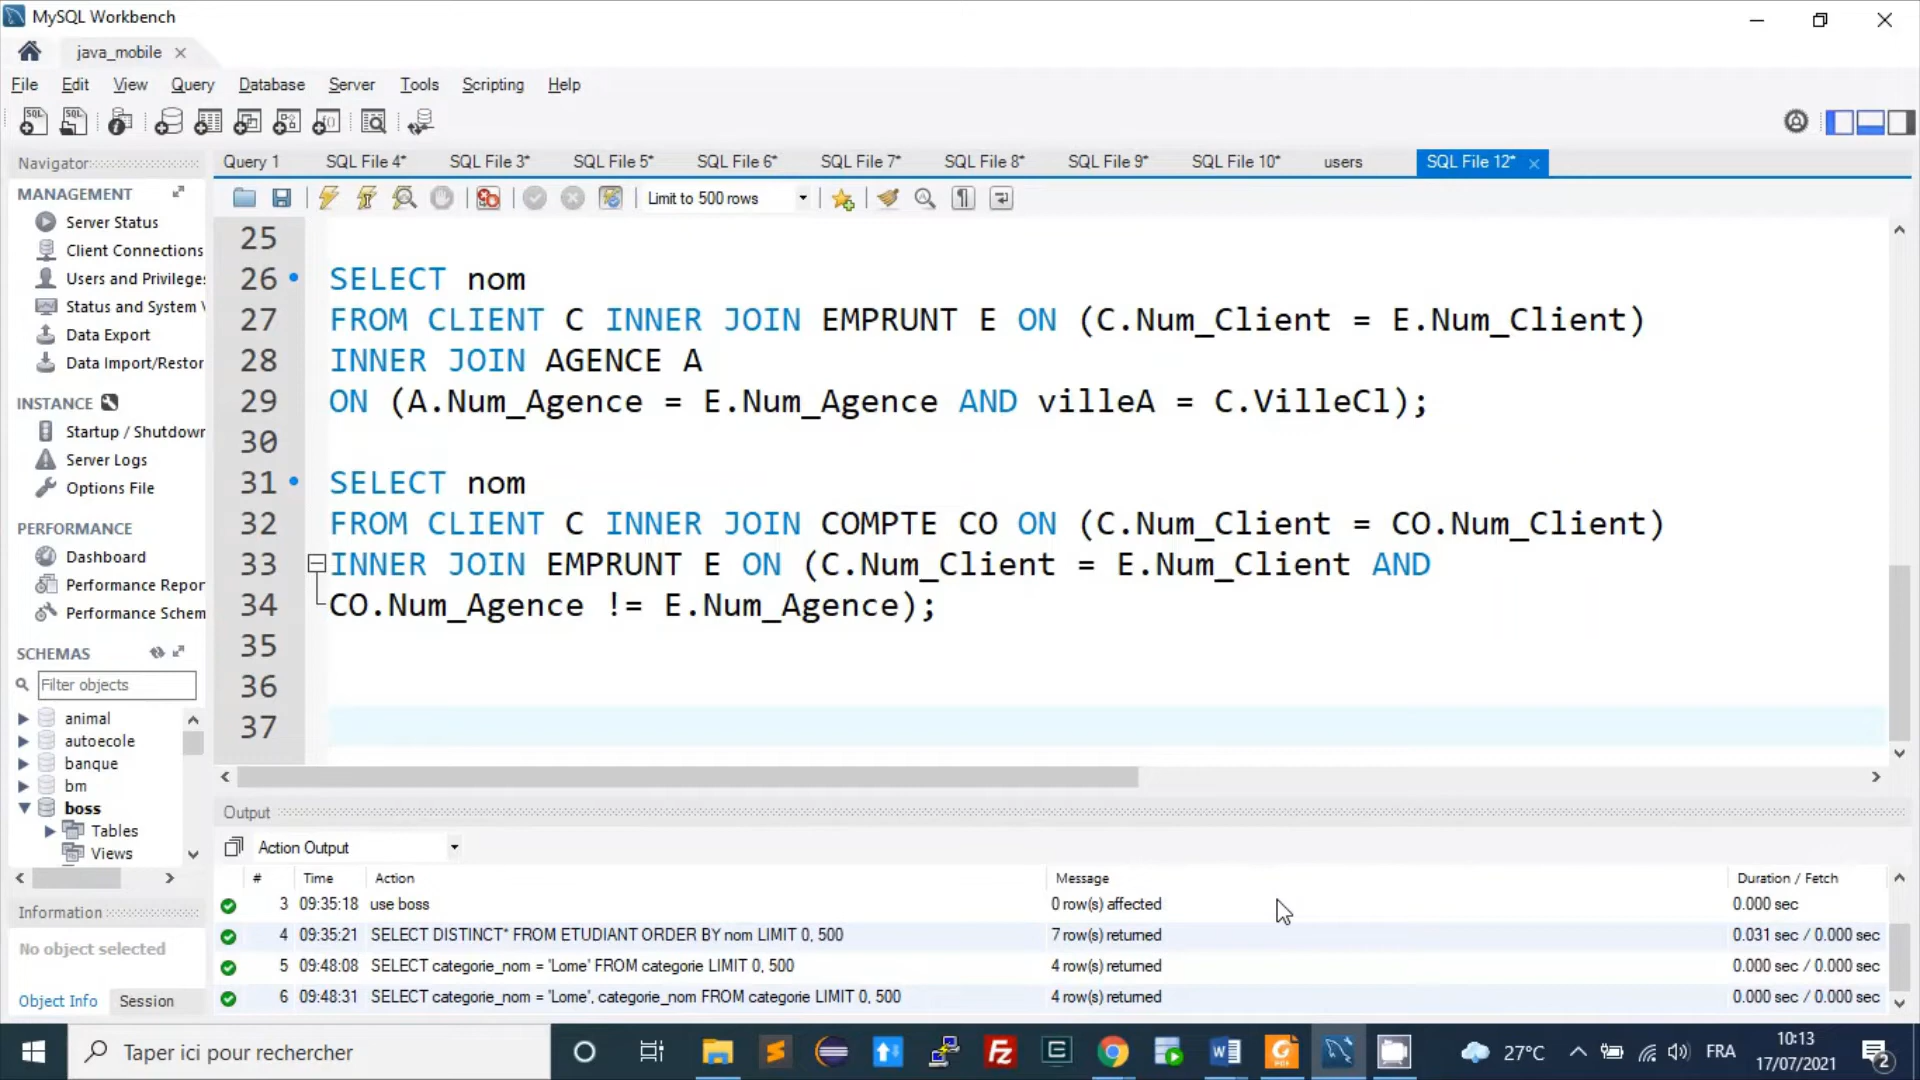 MySQL Workbench
java_mobile
File Edit View Query Database Server Tools Scripting Help
Navigator
MANAGEMENT
Server Status
Client Connections
Users and Privilege
Status and System
Data Export
Data Import/Restor
INSTANCE
Startup / Shutdow
Server Logs
Options File
PERFORMANCE
Dashboard
Performance Repor
Performance Schem
SCHEMAS
Filter objects
animal
autoecole
banque
bm
boss
Tables
Views
Information
No object selected
Object Info Session
Query 1 SQL File 4* SQL File 3* SQL File 5* SQL File 6* SQL File 7* SQL File 8* SQL File 9* SQL File 10* users SQL File 12*
Limit to 500 rows
25
26 SELECT nom
27 FROM CLIENT C INNER JOIN EMPRUNT E ON (C.Num_Client = E.Num_Client)
28 INNER JOIN AGENCE A
29 ON (A.Num_Agence = E.Num_Agence AND villeA = C.VilleCl);
30
31 SELECT nom
32 FROM CLIENT C INNER JOIN COMPTE CO ON (C.Num_Client = CO.Num_Client)
33 INNER JOIN EMPRUNT E ON (C.Num_Client = E.Num_Client AND
34 CO.Num_Agence != E.Num_Agence);
35
36
37
Output
Action Output
# Time Action Message Duration / Fetch
3 09:35:18 use boss 0 row(s) affected 0.000 sec
4 09:35:21 SELECT DISTINCT* FROM ETUDIANT ORDER BY nom LIMIT 0, 500 7 row(s) returned 0.031 sec / 0.000 sec
5 09:48:08 SELECT categorie_nom = 'Lome' FROM categorie LIMIT 0, 500 4 row(s) returned 0.000 sec / 0.000 sec
6 09:48:31 SELECT categorie_nom = 'Lome', categorie_nom FROM categorie LIMIT 0, 500 4 row(s) returned 0.000 sec / 0.000 sec
Taper ici pour rechercher
27°C
FRA
10:13
17/07/2021
2